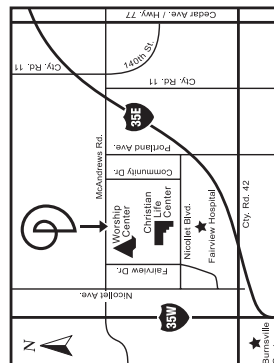 Cedar Ave. / Hwy. 77
140th St.
Cty. Rd. 11
Cty. Rd. 11
35E
Portland Ave.
McAndrews Rd.
Community Dr.
Worship
Center
Christian
Life
Center
Nicollet Blvd.
Fairview Hospital
Cty. Rd. 42
Fairview Dr.
Nicollet Ave.
35W
N
Burnsville